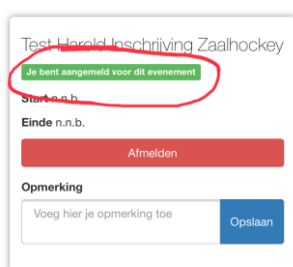 Test Harold Inschrijving Zaalhockey
Je bent aangemeld voor dit evenement
Start n.n.b.
Einde n.n.b.
Afmelden
Opmerking
Voeg hier je opmerking toe
Opslaan